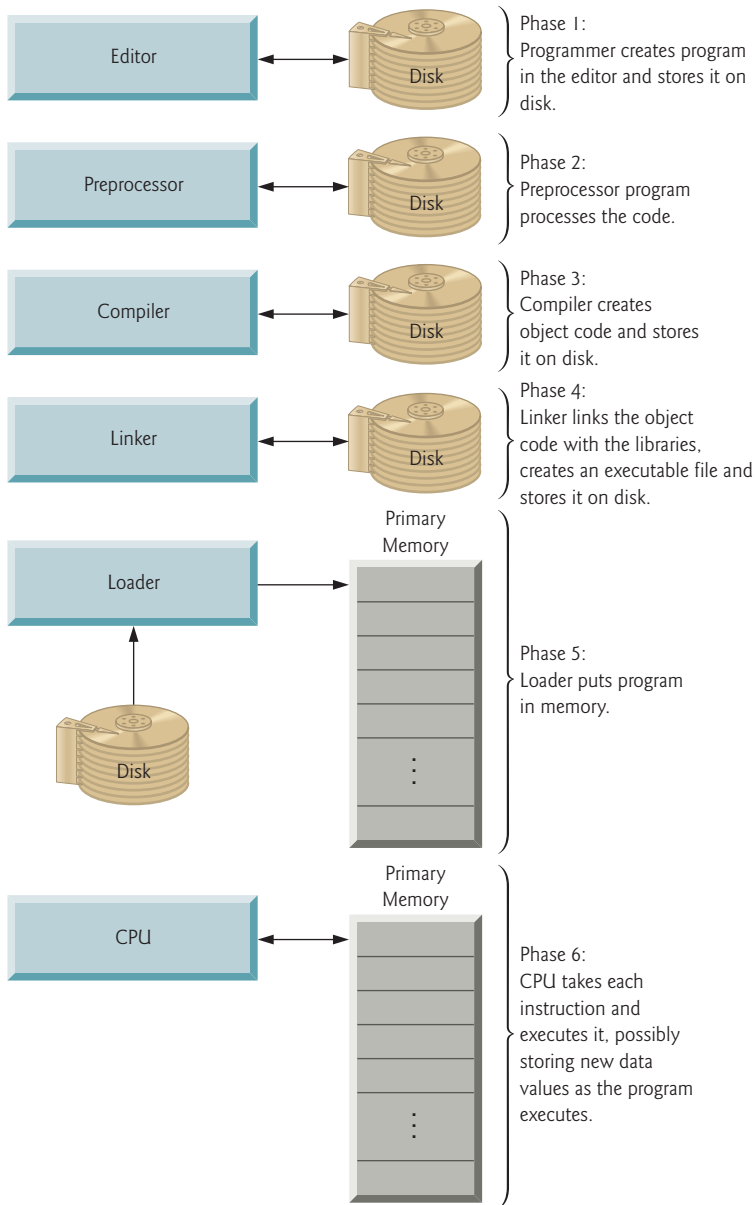 Editor
Disk
Phase 1:
Programmer creates program
in the editor and stores it on
disk.
Preprocessor
Disk
Phase 2:
Preprocessor program
processes the code.
Compiler
Disk
Phase 3:
Compiler creates
object code and stores
it on disk.
Linker
Disk
Phase 4:
Linker links the object
code with the libraries,
creates an executable file and
stores it on disk.
Loader
Disk
Primary
Memory
⋮
Phase 5:
Loader puts program
in memory.
CPU
Primary
Memory
⋮
Phase 6:
CPU takes each
instruction and
executes it, possibly
storing new data
values as the program
executes.